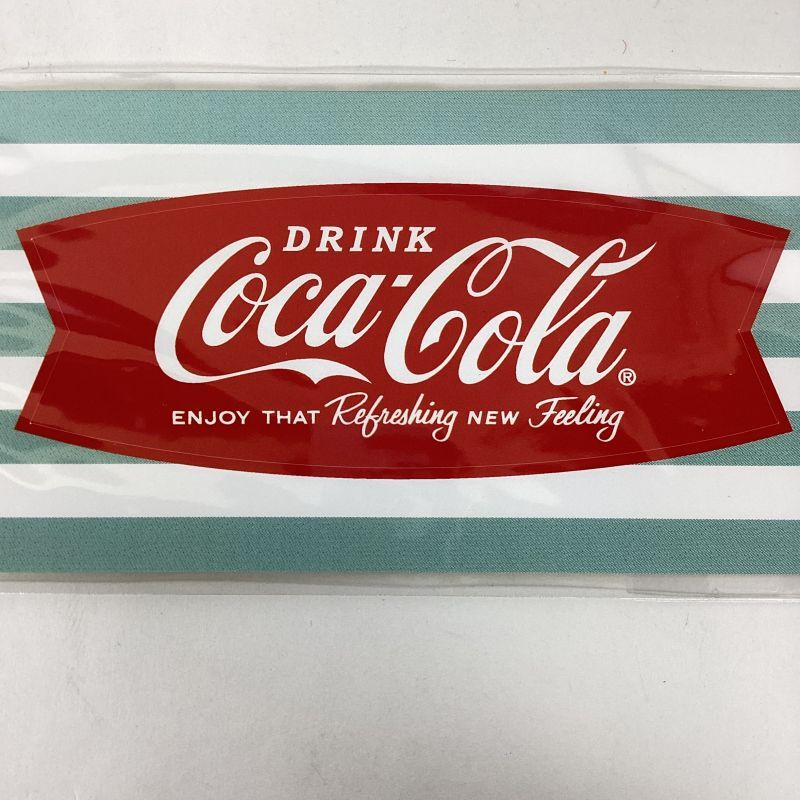 DRINK
Coca-Cola®
ENJOY THAT Refreshing NEW Feeling